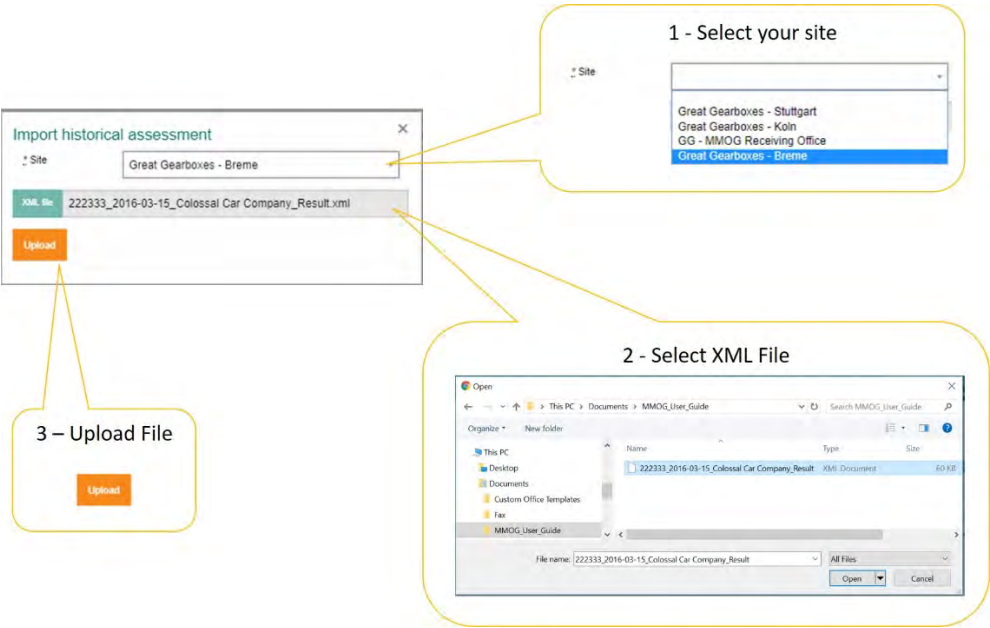 1 - Select your site
* Site
Great Gearboxes - Stuttgart
Great Gearboxes - Koln
GG - MMOG Receiving Office
Great Gearboxes - Breme
Import historical assessment
×
* Site
Great Gearboxes - Breme
XML file
222333_2016-03-15_Colossal Car Company_Result.xml
Upload
2 - Select XML File
Open
×
> This PC > Documents > MMOG_User_Guide
Search MMOG_User_Guide
Organize
New folder
Name
Type
Size
This PC
Desktop
Documents
Custom Office Templates
Fax
MMOG_User_Guide
222333_2016-03-15_Colossal Car Company_Result
XML Document
60 KB
File name:
222333_2016-03-15_Colossal Car Company_Result
All Files
Open
Cancel
3 – Upload File
Upload